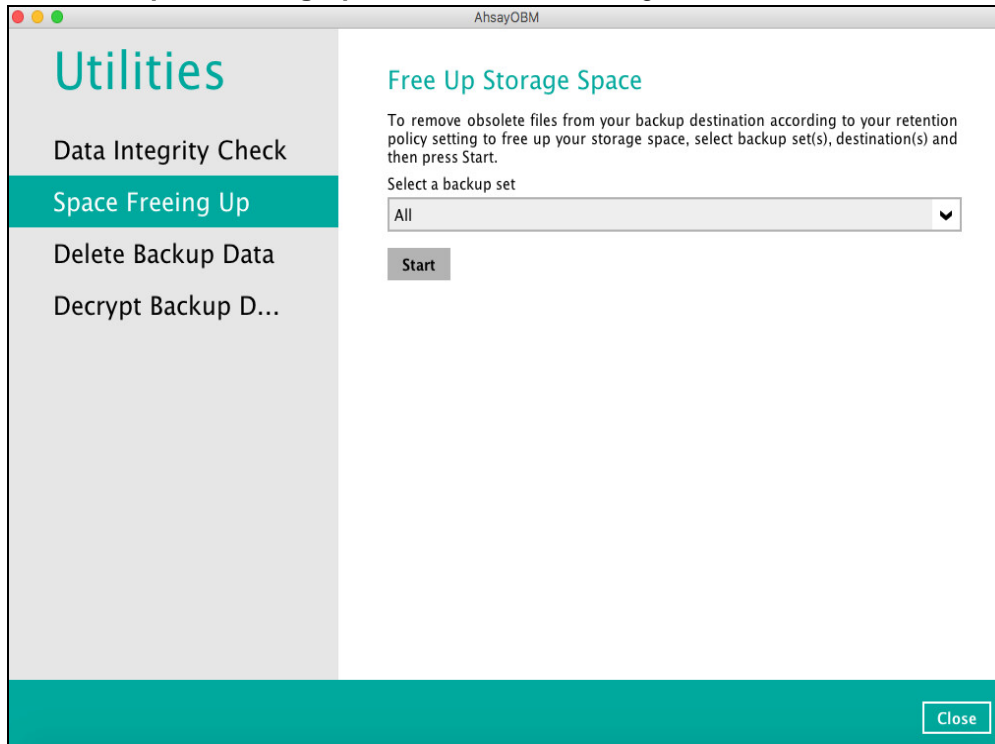 AhsayOBM
Utilities
Data Integrity Check
Space Freeing Up
Delete Backup Data
Decrypt Backup D...
Free Up Storage Space
To remove obsolete files from your backup destination according to your retention
policy setting to free up your storage space, select backup set(s), destination(s) and
then press Start.
Select a backup set
All
Start
Close